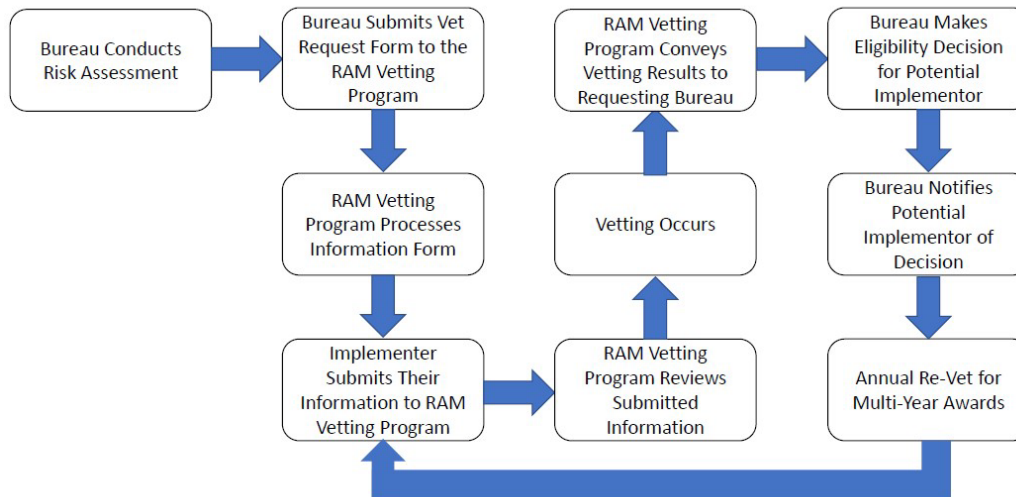 Bureau Conducts
Risk Assessment
Bureau Submits Vet
Request Form to the
RAM Vetting
Program
RAM Vetting
Program Processes
Information Form
Implementer
Submits Their
Information to RAM
Vetting Program
RAM Vetting
Program Reviews
Submitted
Information
Vetting Occurs
RAM Vetting
Program Conveys
Vetting Results to
Requesting Bureau
Bureau Makes
Eligibility Decision
for Potential
Implementor
Bureau Notifies
Potential
Implementor of
Decision
Annual Re-Vet for
Multi-Year Awards